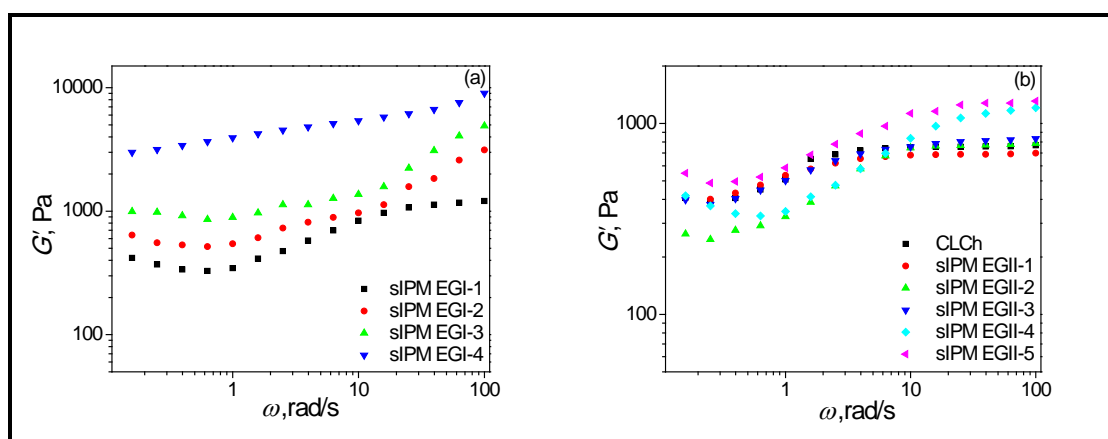 (a)
10000
1000
100
G', Pa
1
10
100
ω,rad/s
sIPM EGI-1
sIPM EGI-2
sIPM EGI-3
sIPM EGI-4
(b)
1000
100
G', Pa
1
10
100
ω,rad/s
CLCh
sIPM EGII-1
sIPM EGII-2
sIPM EGII-3
sIPM EGII-4
sIPM EGII-5